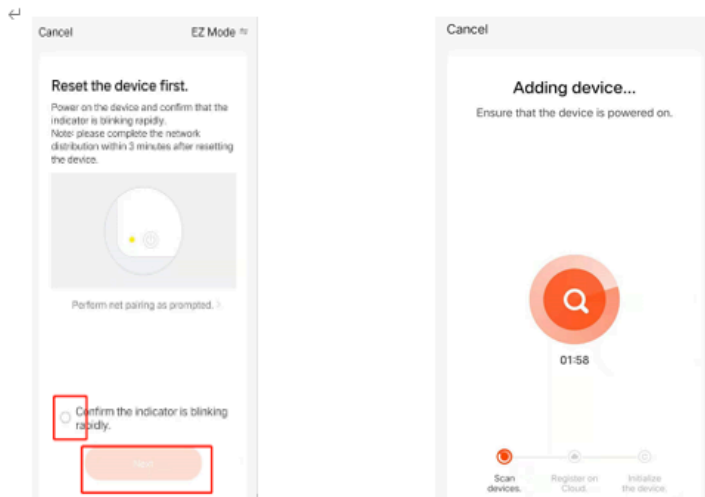 Cancel
EZ Mode
Reset the device first.
Power on the device and confirm that the
indicator is blinking rapidly.
Note: please complete the network
distribution within 3 minutes after resetting
the device.
Perform net pairing as prompted. >
Confirm the indicator is blinking
rapidly.
Next
Cancel
Adding device...
Ensure that the device is powered on.
01:58
Scan
devices.
Register on
Cloud.
Initialize
the device.